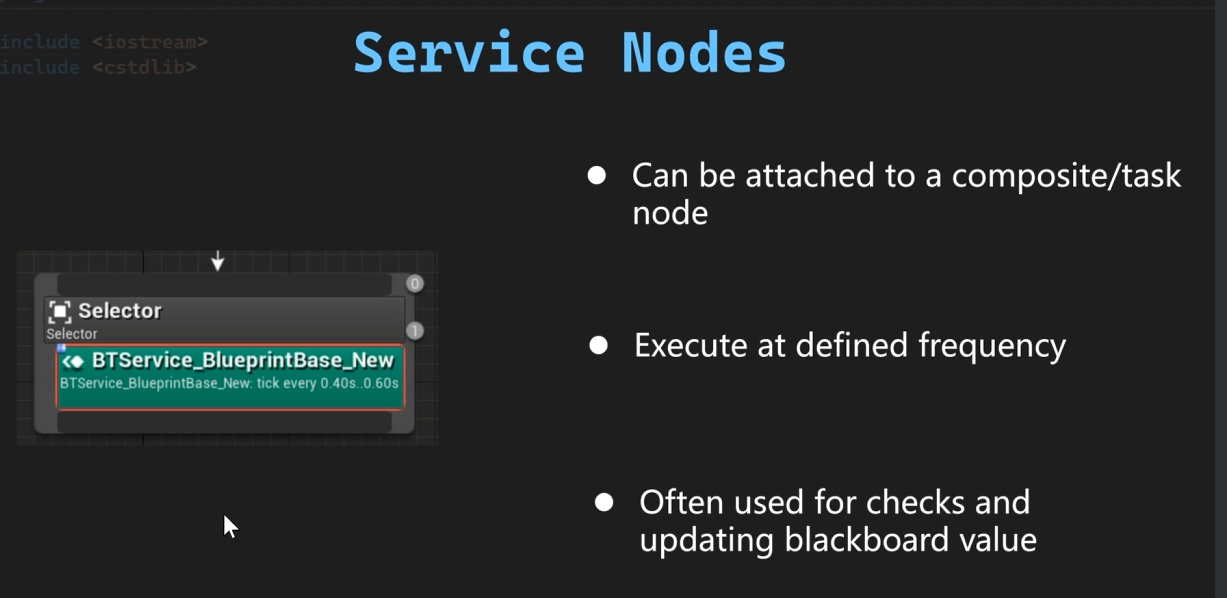 include <iostream>
include <cstdlib>
Service Nodes
Can be attached to a composite/task
node
0
Selector
Selector
1
BTService_BlueprintBase_New
BTService_BlueprintBase_New: tick every 0.40s..0.60s
Execute at defined frequency
Often used for checks and
updating blackboard value